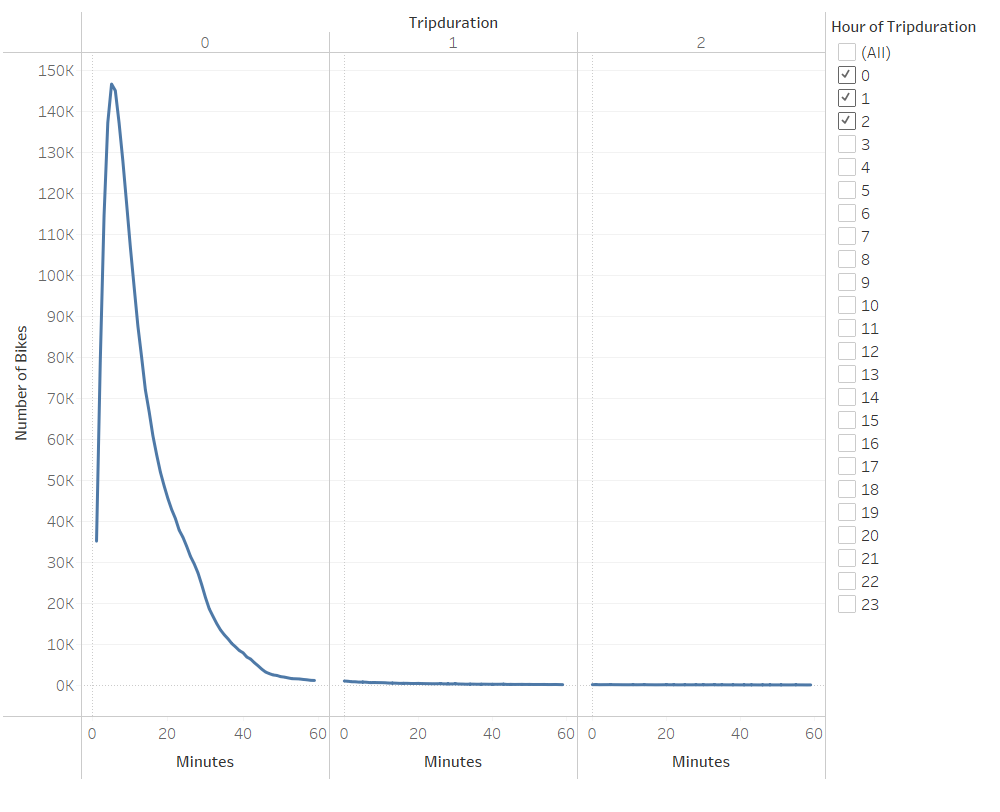 Tripduration
0 1 2
150K
140K
130K
120K
110K
100K
90K
80K
70K
60K
50K
40K
30K
20K
10K
0K
Number of Bikes
0 20 40 60 0 20 40 60 0 20 40 60
Minutes Minutes Minutes
Hour of Tripduration
(All)
0
1
2
3
4
5
6
7
8
9
10
11
12
13
14
15
16
17
18
19
20
21
22
23